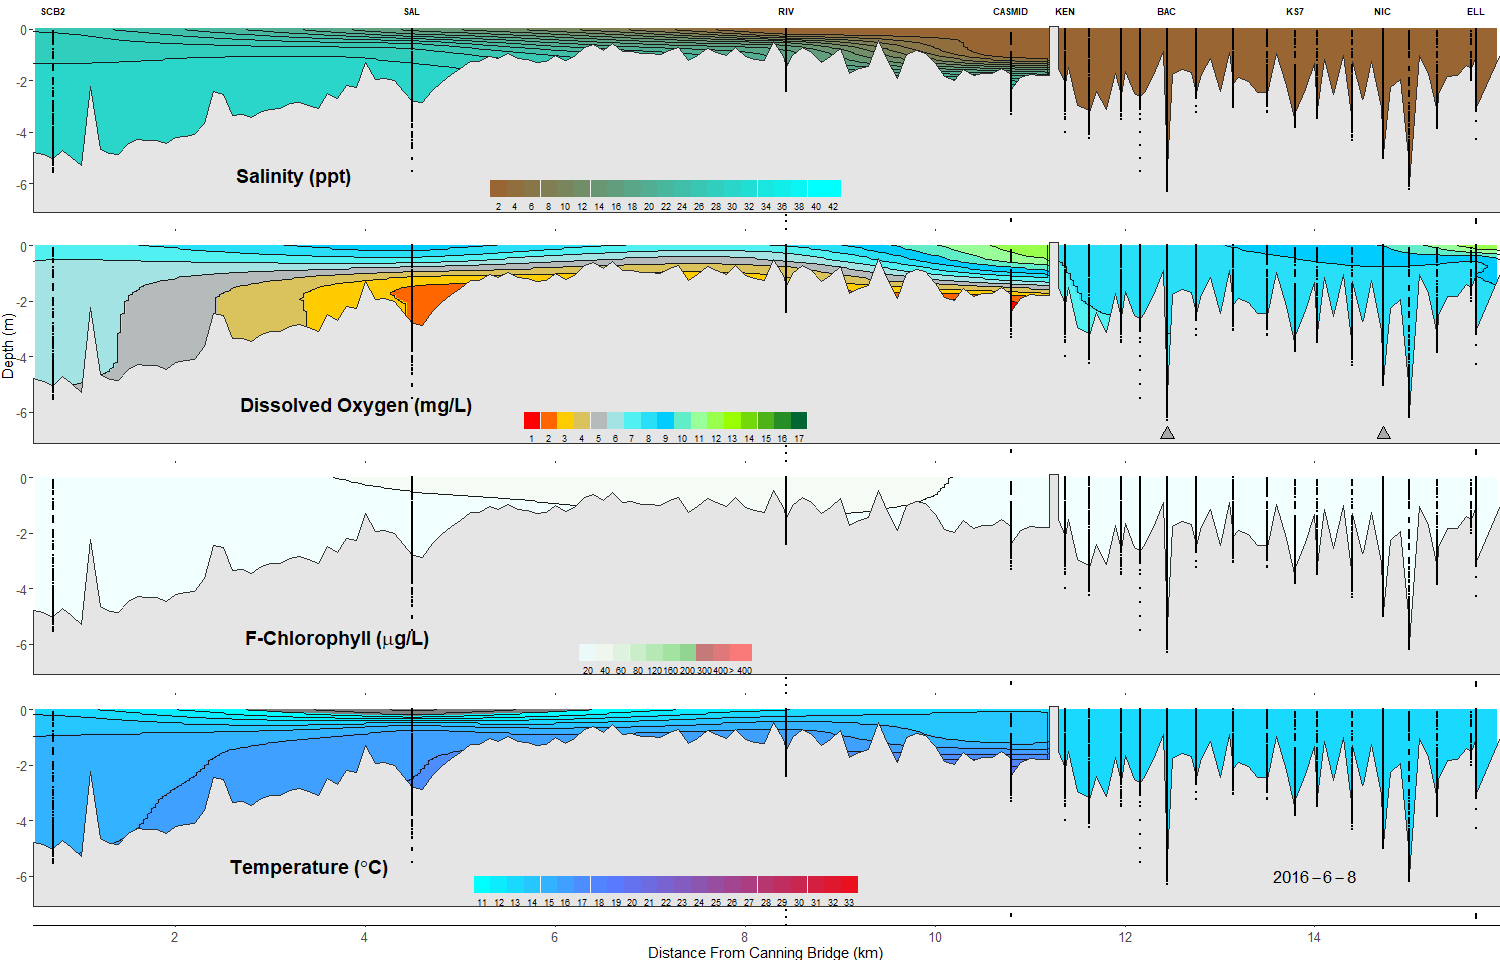 SCB2 SAL RIV CASMID KEN BAC KS7 NIC ELL
0
-2
-4
-6
Salinity (ppt)
2 4 6 8 10 12 14 16 18 20 22 24 26 28 30 32 34 36 38 40 42
0
-2
-4
-6
Depth (m)
Dissolved Oxygen (mg/L)
1 2 3 4 5 6 7 8 9 10 11 12 13 14 15 16 17
0
-2
-4
-6
F-Chlorophyll (μg/L)
20 40 60 80 120 160 200 300 400 > 400
0
-2
-4
-6
Temperature (°C)
11 12 13 14 15 16 17 18 19 20 21 22 23 24 25 26 27 28 29 30 31 32 33
2016-6-8
2 4 6 8 10 12 14
Distance From Canning Bridge (km)